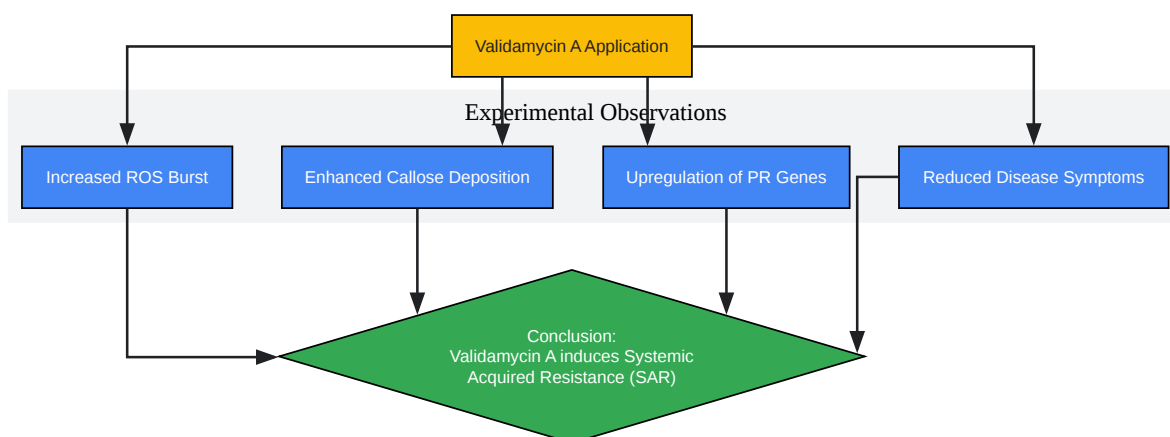 Validamycin A Application
Experimental Observations
Increased ROS Burst
Enhanced Callose Deposition
Upregulation of PR Genes
Reduced Disease Symptoms
Conclusion:
Validamycin A induces Systemic
Acquired Resistance (SAR)